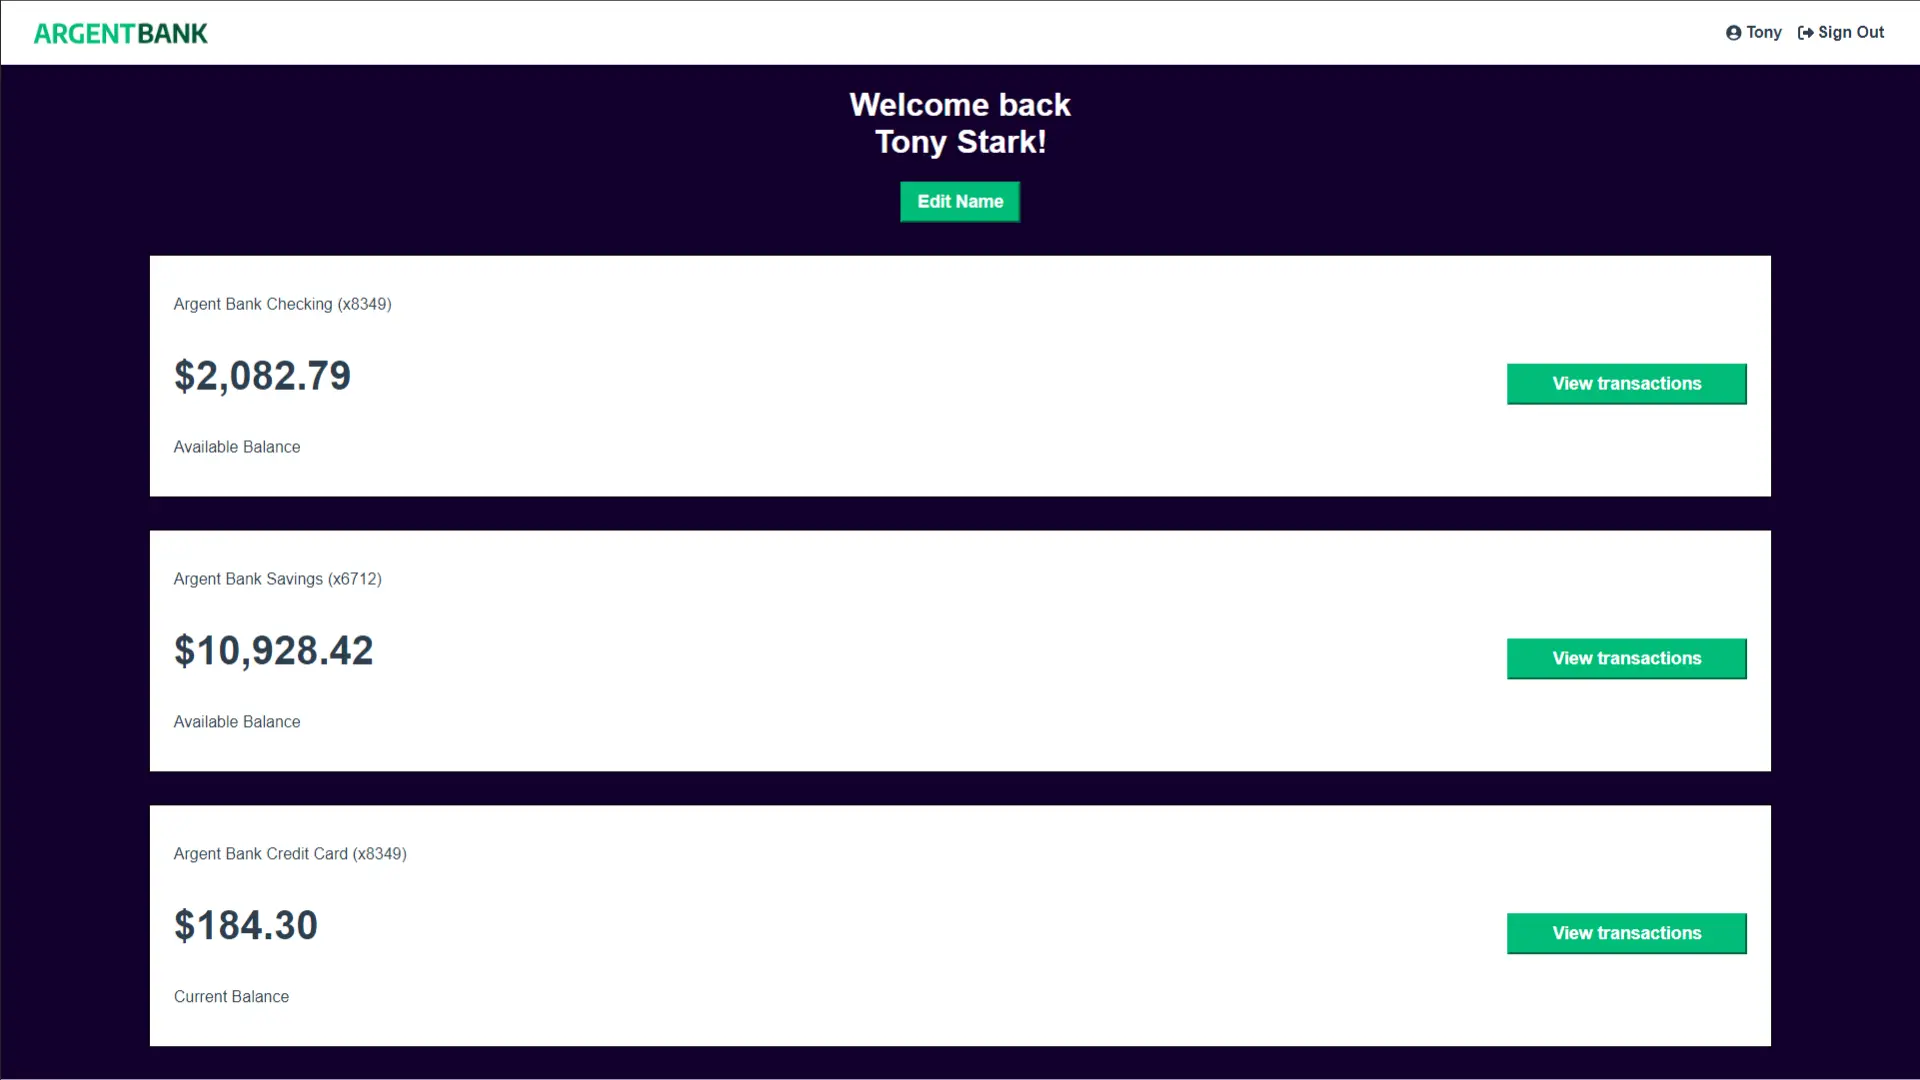 ARGENTBANK
Tony Sign Out
Welcome back
Tony Stark!
Edit Name
Argent Bank Checking (x8349)
$2,082.79
View transactions
Available Balance
Argent Bank Savings (x6712)
$10,928.42
View transactions
Available Balance
Argent Bank Credit Card (x8349)
$184.30
View transactions
Current Balance